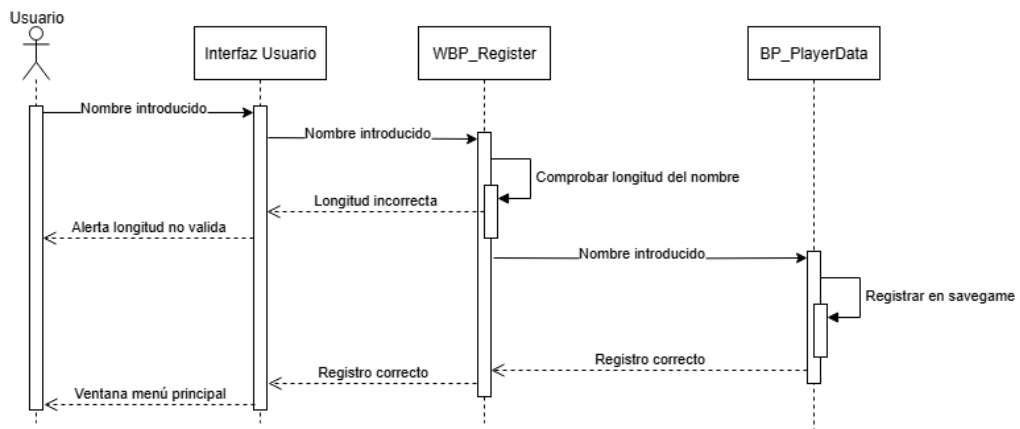 Usuario
Interfaz Usuario
WBP_Register
BP_PlayerData
Nombre introducido
Nombre introducido
Comprobar longitud del nombre
Longitud incorrecta
Alerta longitud no valida
Nombre introducido
Registrar en savegame
Registro correcto
Registro correcto
Ventana menú principal